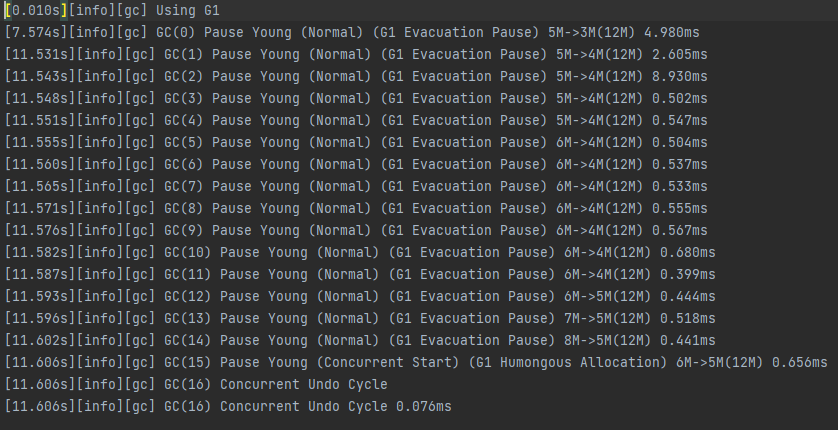 [0.010s][info][gc] Using G1
[7.574s][info][gc] GC(0) Pause Young (Normal) (G1 Evacuation Pause) 5M->3M(12M) 4.980ms
[11.531s][info][gc] GC(1) Pause Young (Normal) (G1 Evacuation Pause) 5M->4M(12M) 2.605ms
[11.543s][info][gc] GC(2) Pause Young (Normal) (G1 Evacuation Pause) 5M->4M(12M) 8.930ms
[11.548s][info][gc] GC(3) Pause Young (Normal) (G1 Evacuation Pause) 5M->4M(12M) 0.502ms
[11.551s][info][gc] GC(4) Pause Young (Normal) (G1 Evacuation Pause) 5M->4M(12M) 0.547ms
[11.555s][info][gc] GC(5) Pause Young (Normal) (G1 Evacuation Pause) 6M->4M(12M) 0.504ms
[11.560s][info][gc] GC(6) Pause Young (Normal) (G1 Evacuation Pause) 6M->4M(12M) 0.537ms
[11.565s][info][gc] GC(7) Pause Young (Normal) (G1 Evacuation Pause) 6M->4M(12M) 0.533ms
[11.571s][info][gc] GC(8) Pause Young (Normal) (G1 Evacuation Pause) 6M->4M(12M) 0.555ms
[11.576s][info][gc] GC(9) Pause Young (Normal) (G1 Evacuation Pause) 6M->4M(12M) 0.567ms
[11.582s][info][gc] GC(10) Pause Young (Normal) (G1 Evacuation Pause) 6M->4M(12M) 0.680ms
[11.587s][info][gc] GC(11) Pause Young (Normal) (G1 Evacuation Pause) 6M->4M(12M) 0.399ms
[11.593s][info][gc] GC(12) Pause Young (Normal) (G1 Evacuation Pause) 6M->5M(12M) 0.444ms
[11.596s][info][gc] GC(13) Pause Young (Normal) (G1 Evacuation Pause) 7M->5M(12M) 0.518ms
[11.602s][info][gc] GC(14) Pause Young (Normal) (G1 Evacuation Pause) 8M->5M(12M) 0.441ms
[11.606s][info][gc] GC(15) Pause Young (Concurrent Start) (G1 Humongous Allocation) 6M->5M(12M) 0.656ms
[11.606s][info][gc] GC(16) Concurrent Undo Cycle
[11.606s][info][gc] GC(16) Concurrent Undo Cycle 0.076ms